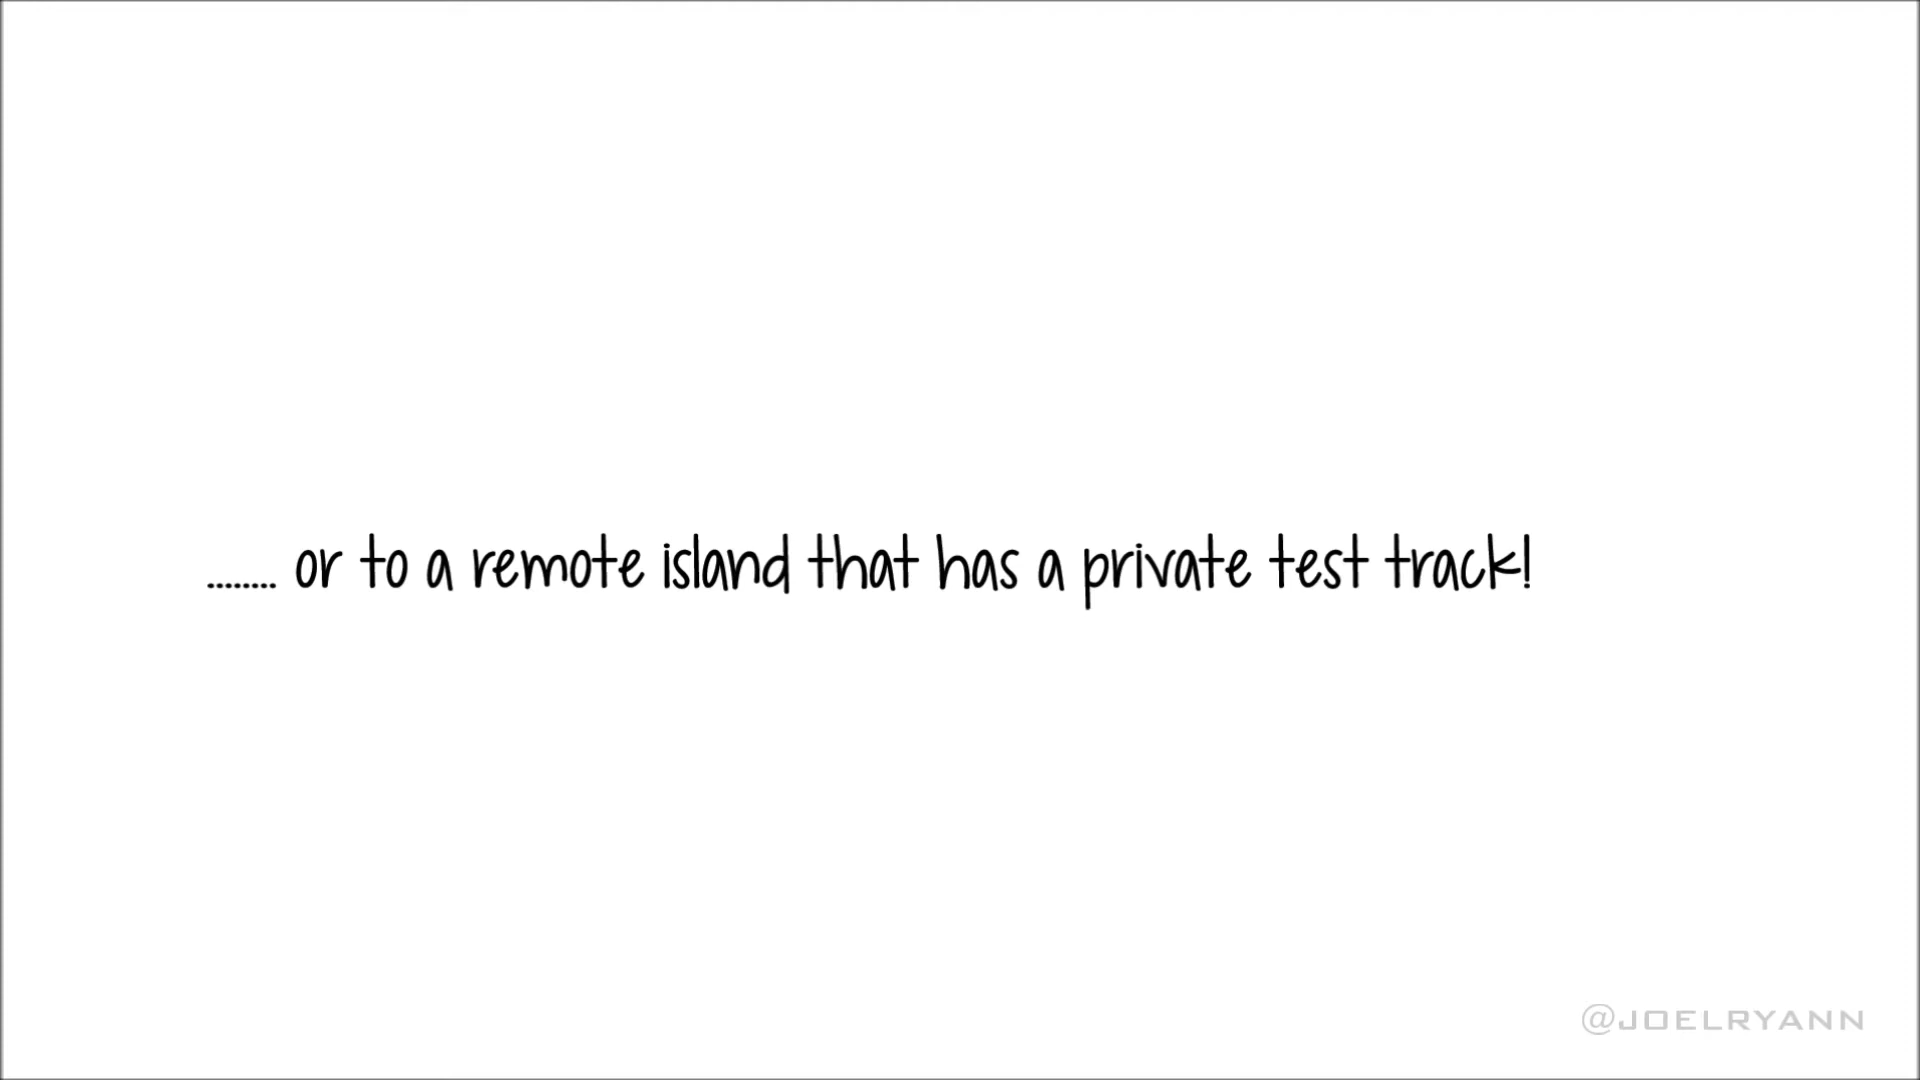 ........ or to a remote island that has a private test track!
@JOELRYANN